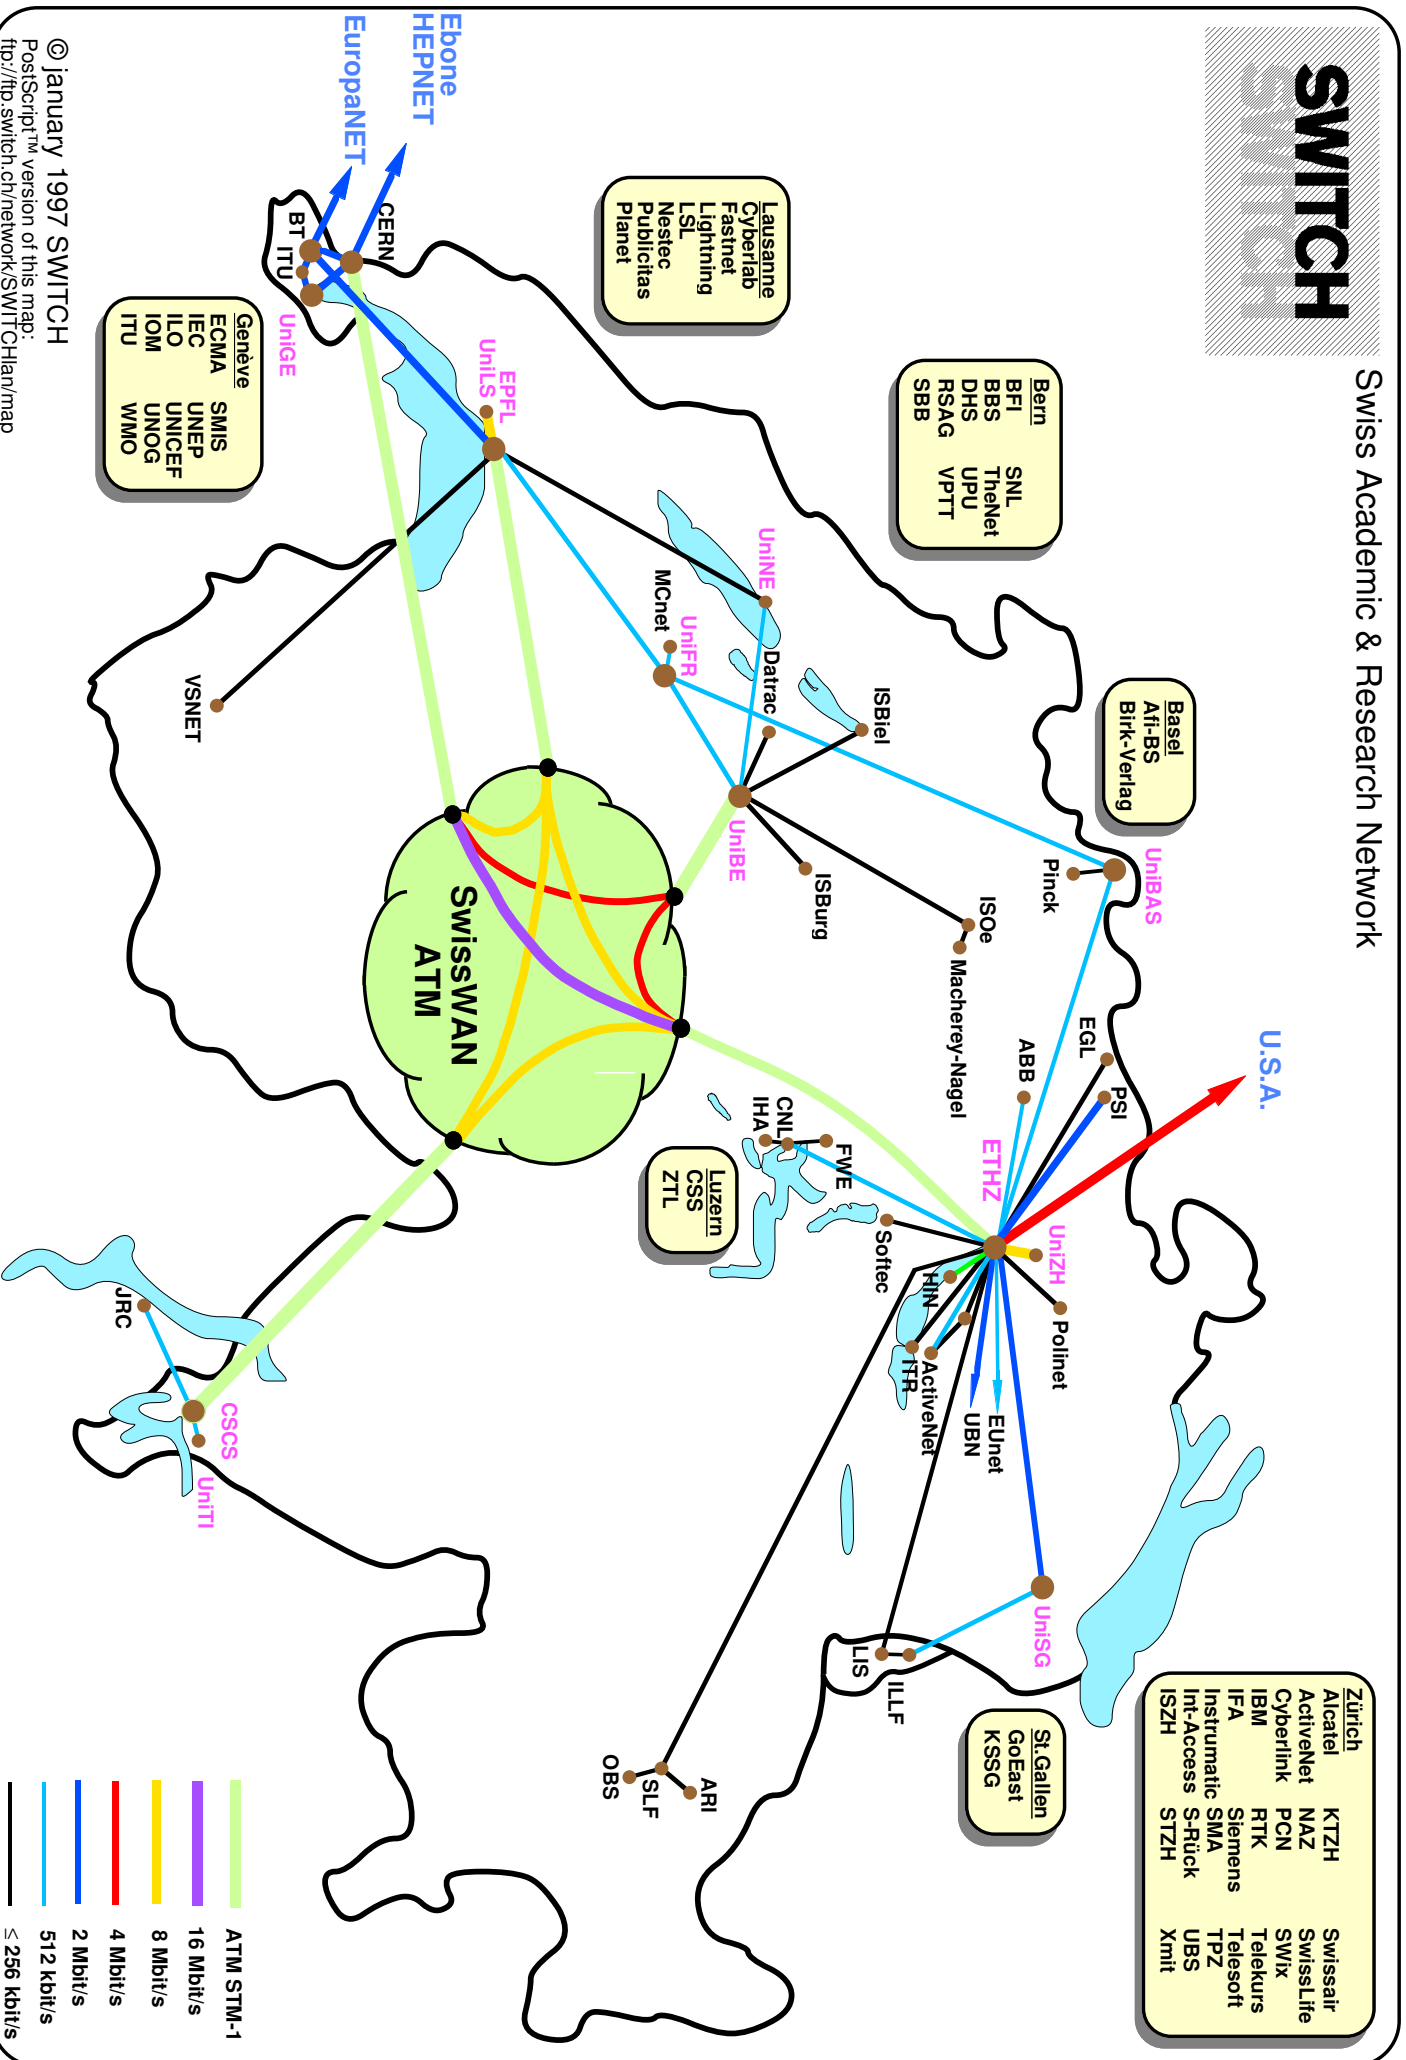 SWITCH
SWITCH
Swiss Academic & Research Network
Zürich
Alcatel KTZH Swissair
ActiveNet NAZ SwissLife
Cyberlink PCN SWix
IBM RTK Telekurs
IFA Siemens Telesoft
Instrumatic SMA TPZ
Int-Access S-Rück UBS
ISZH STZH Xmit
Basel
Afi-BS
Birk-Verlag
Bern
BFI SNL
BBS TheNet
DHS UPU
RSAG VPTT
SBB
St.Gallen
GoEast
KSSG
Lausanne
Cyberlab
Fastnet
Lightning
LSL
Nestec
Publicitas
Planet
Luzern
CSS
ZTL
Genève
ECMA SMIS
IEC UNEP
ILO UNICEF
IOM UNOG
ITU WMO
U.S.A.
UniBAS
Pinck
EGL
PSI
ABB
ETHZ
UniZH
Polinet
EUnet
UBN
ActiveNet
ITR
HIN
Softec
UniSG
ILLF
LIS
ISOe
Macherey-Nagel
ISBiel
ISBurg
Datrac
UniBE
UniNE
UniFR
MCnet
FWE
CNL
IHA
ARI
SLF
OBS
EPFL
UniLS
SwissWAN
ATM
Ebone
HEPNET
EuropaNET
CERN
BT
ITU
UniGE
VSNET
JRC
CSCS
UniTI
ATM STM-1
16 Mbit/s
8 Mbit/s
4 Mbit/s
2 Mbit/s
512 kbit/s
≤ 256 kbit/s
© january 1997 SWITCH
PostScript™ version of this map:
ftp://ftp.switch.ch/network/SWITCHlan/map